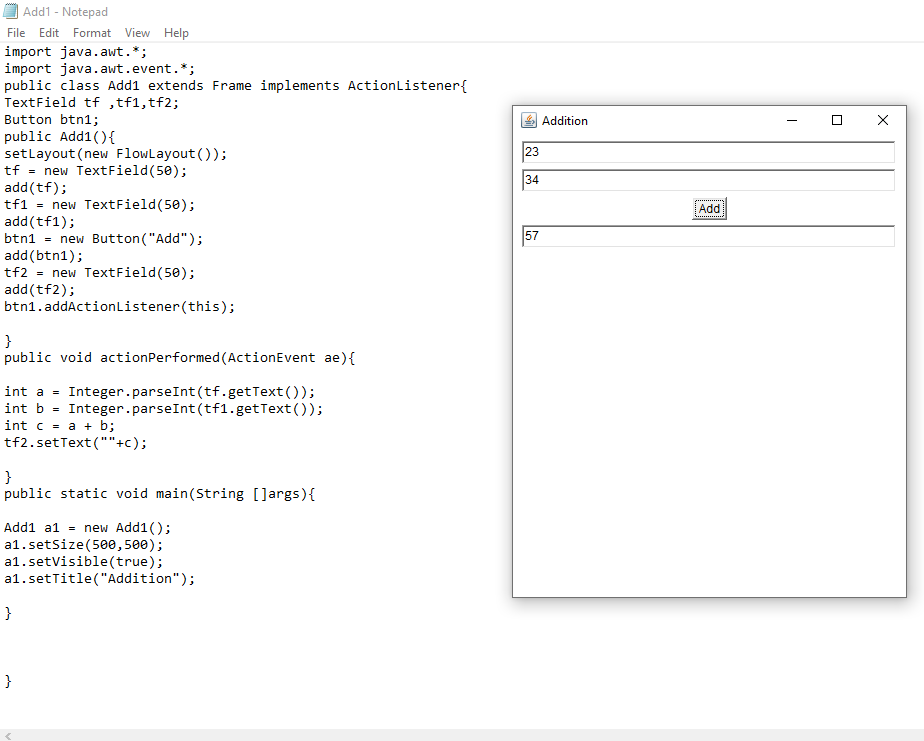 Add1 - Notepad
File Edit Format View Help
import java.awt.*;
import java.awt.event.*;
public class Add1 extends Frame implements ActionListener{
TextField tf ,tf1,tf2;
Button btn1;
public Add1(){
setLayout(new FlowLayout());
tf = new TextField(50);
add(tf);
tf1 = new TextField(50);
add(tf1);
btn1 = new Button("Add");
add(btn1);
tf2 = new TextField(50);
add(tf2);
btn1.addActionListener(this);
}
public void actionPerformed(ActionEvent ae){
int a = Integer.parseInt(tf.getText());
int b = Integer.parseInt(tf1.getText());
int c = a + b;
tf2.setText(""+c);
}
public static void main(String []args){
Add1 a1 = new Add1();
a1.setSize(500,500);
a1.setVisible(true);
a1.setTitle("Addition");
}
}
Addition
23
34
Add
57